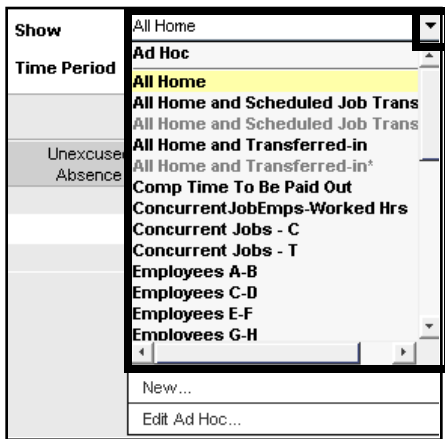 Show All Home
Ad Hoc
Time Period
All Home
All Home and Scheduled Job Trans
All Home and Scheduled Job Trans
All Home and Transferred-in
Unexcuse
All Home and Transferred-in*
Absence
Comp Time To Be Paid Out
ConcurrentJobEmps-Worked Hrs
Concurrent Jobs - C
Concurrent Jobs - T
Employees A-B
Employees C-D
Employees E-F
Employees G-H
New...
Edit Ad Hoc...